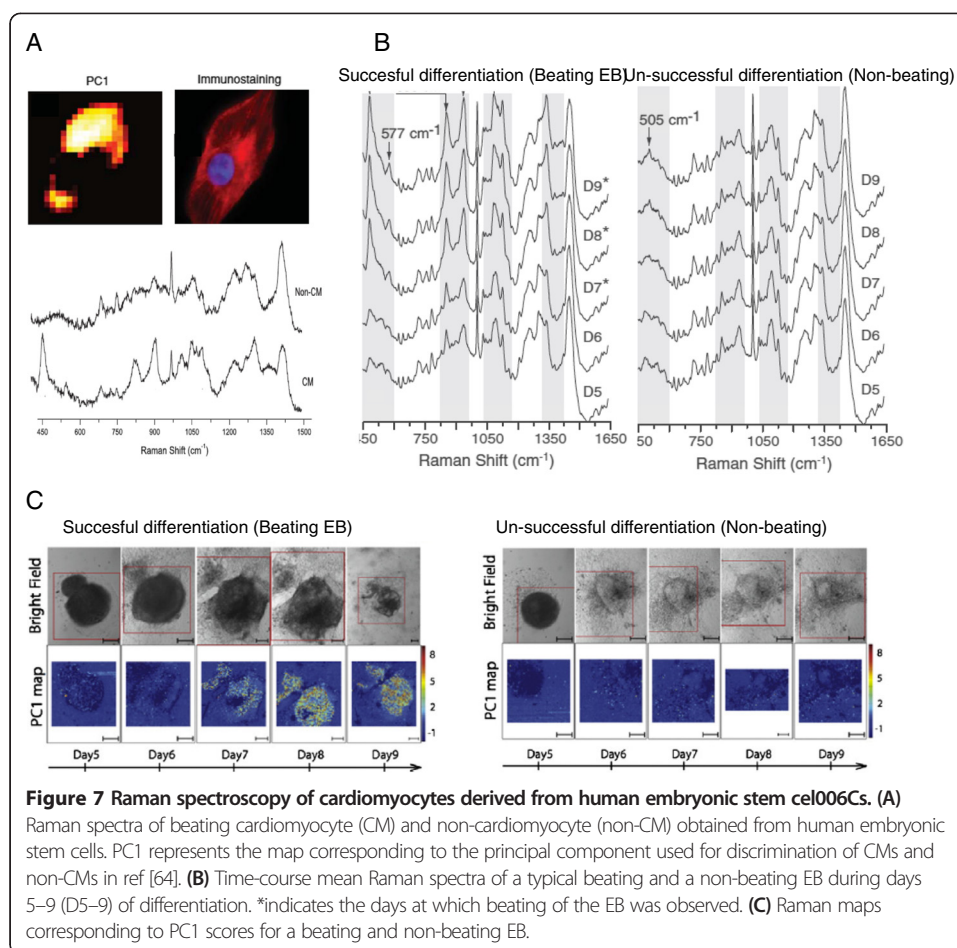 A
PC1
Immunostaining
Non-CM
CM
450 600 750 900 1050 1200 1350 1500
Raman Shift (cm-1)
B
Succesful differentiation (Beating EB)
Un-successful differentiation (Non-beating)
577 cm-1
D9*
D8*
D7*
D6
D5
450 750 1050 1350 1650
Raman Shift (cm-1)
505 cm-1
D9
D8
D7
D6
D5
50 750 1050 1350 1650
Raman Shift (cm-1)
C
Succesful differentiation (Beating EB)
Bright Field
PC1 map
8
5
2
-1
Day5 Day6 Day7 Day8 Day9
Un-successful differentiation (Non-beating)
Bright Field
PC1 map
8
5
2
-1
Day5 Day6 Day7 Day8 Day9
Figure 7 Raman spectroscopy of cardiomyocytes derived from human embryonic stem cel006Cs. (A)
Raman spectra of beating cardiomyocyte (CM) and non-cardiomyocyte (non-CM) obtained from human embryonic
stem cells. PC1 represents the map corresponding to the principal component used for discrimination of CMs and
non-CMs in ref [64]. (B) Time-course mean Raman spectra of a typical beating and a non-beating EB during days
5–9 (D5–9) of differentiation. *indicates the days at which beating of the EB was observed. (C) Raman maps
corresponding to PC1 scores for a beating and non-beating EB.